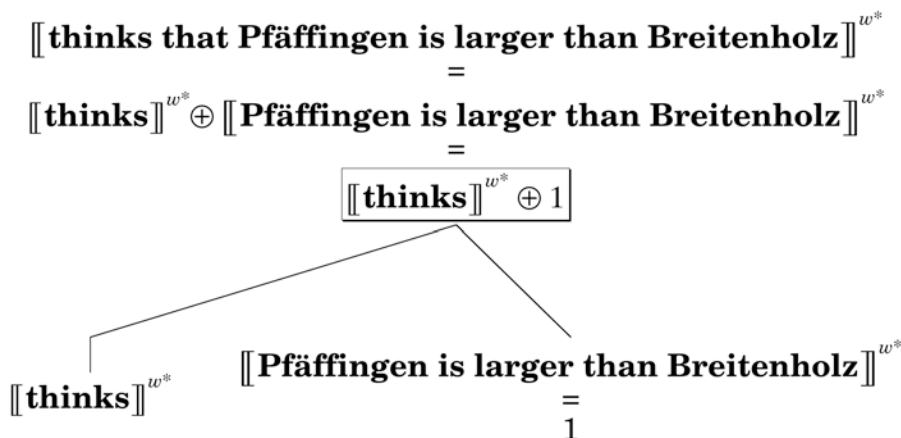 ⟦thinks that Pfäffingen is larger than Breitenholz⟧^w*
=
⟦thinks⟧^w* ⊕ ⟦Pfäffingen is larger than Breitenholz⟧^w*
=
⟦thinks⟧^w* ⊕ 1
⟦thinks⟧^w*
⟦Pfäffingen is larger than Breitenholz⟧^w*
=
1